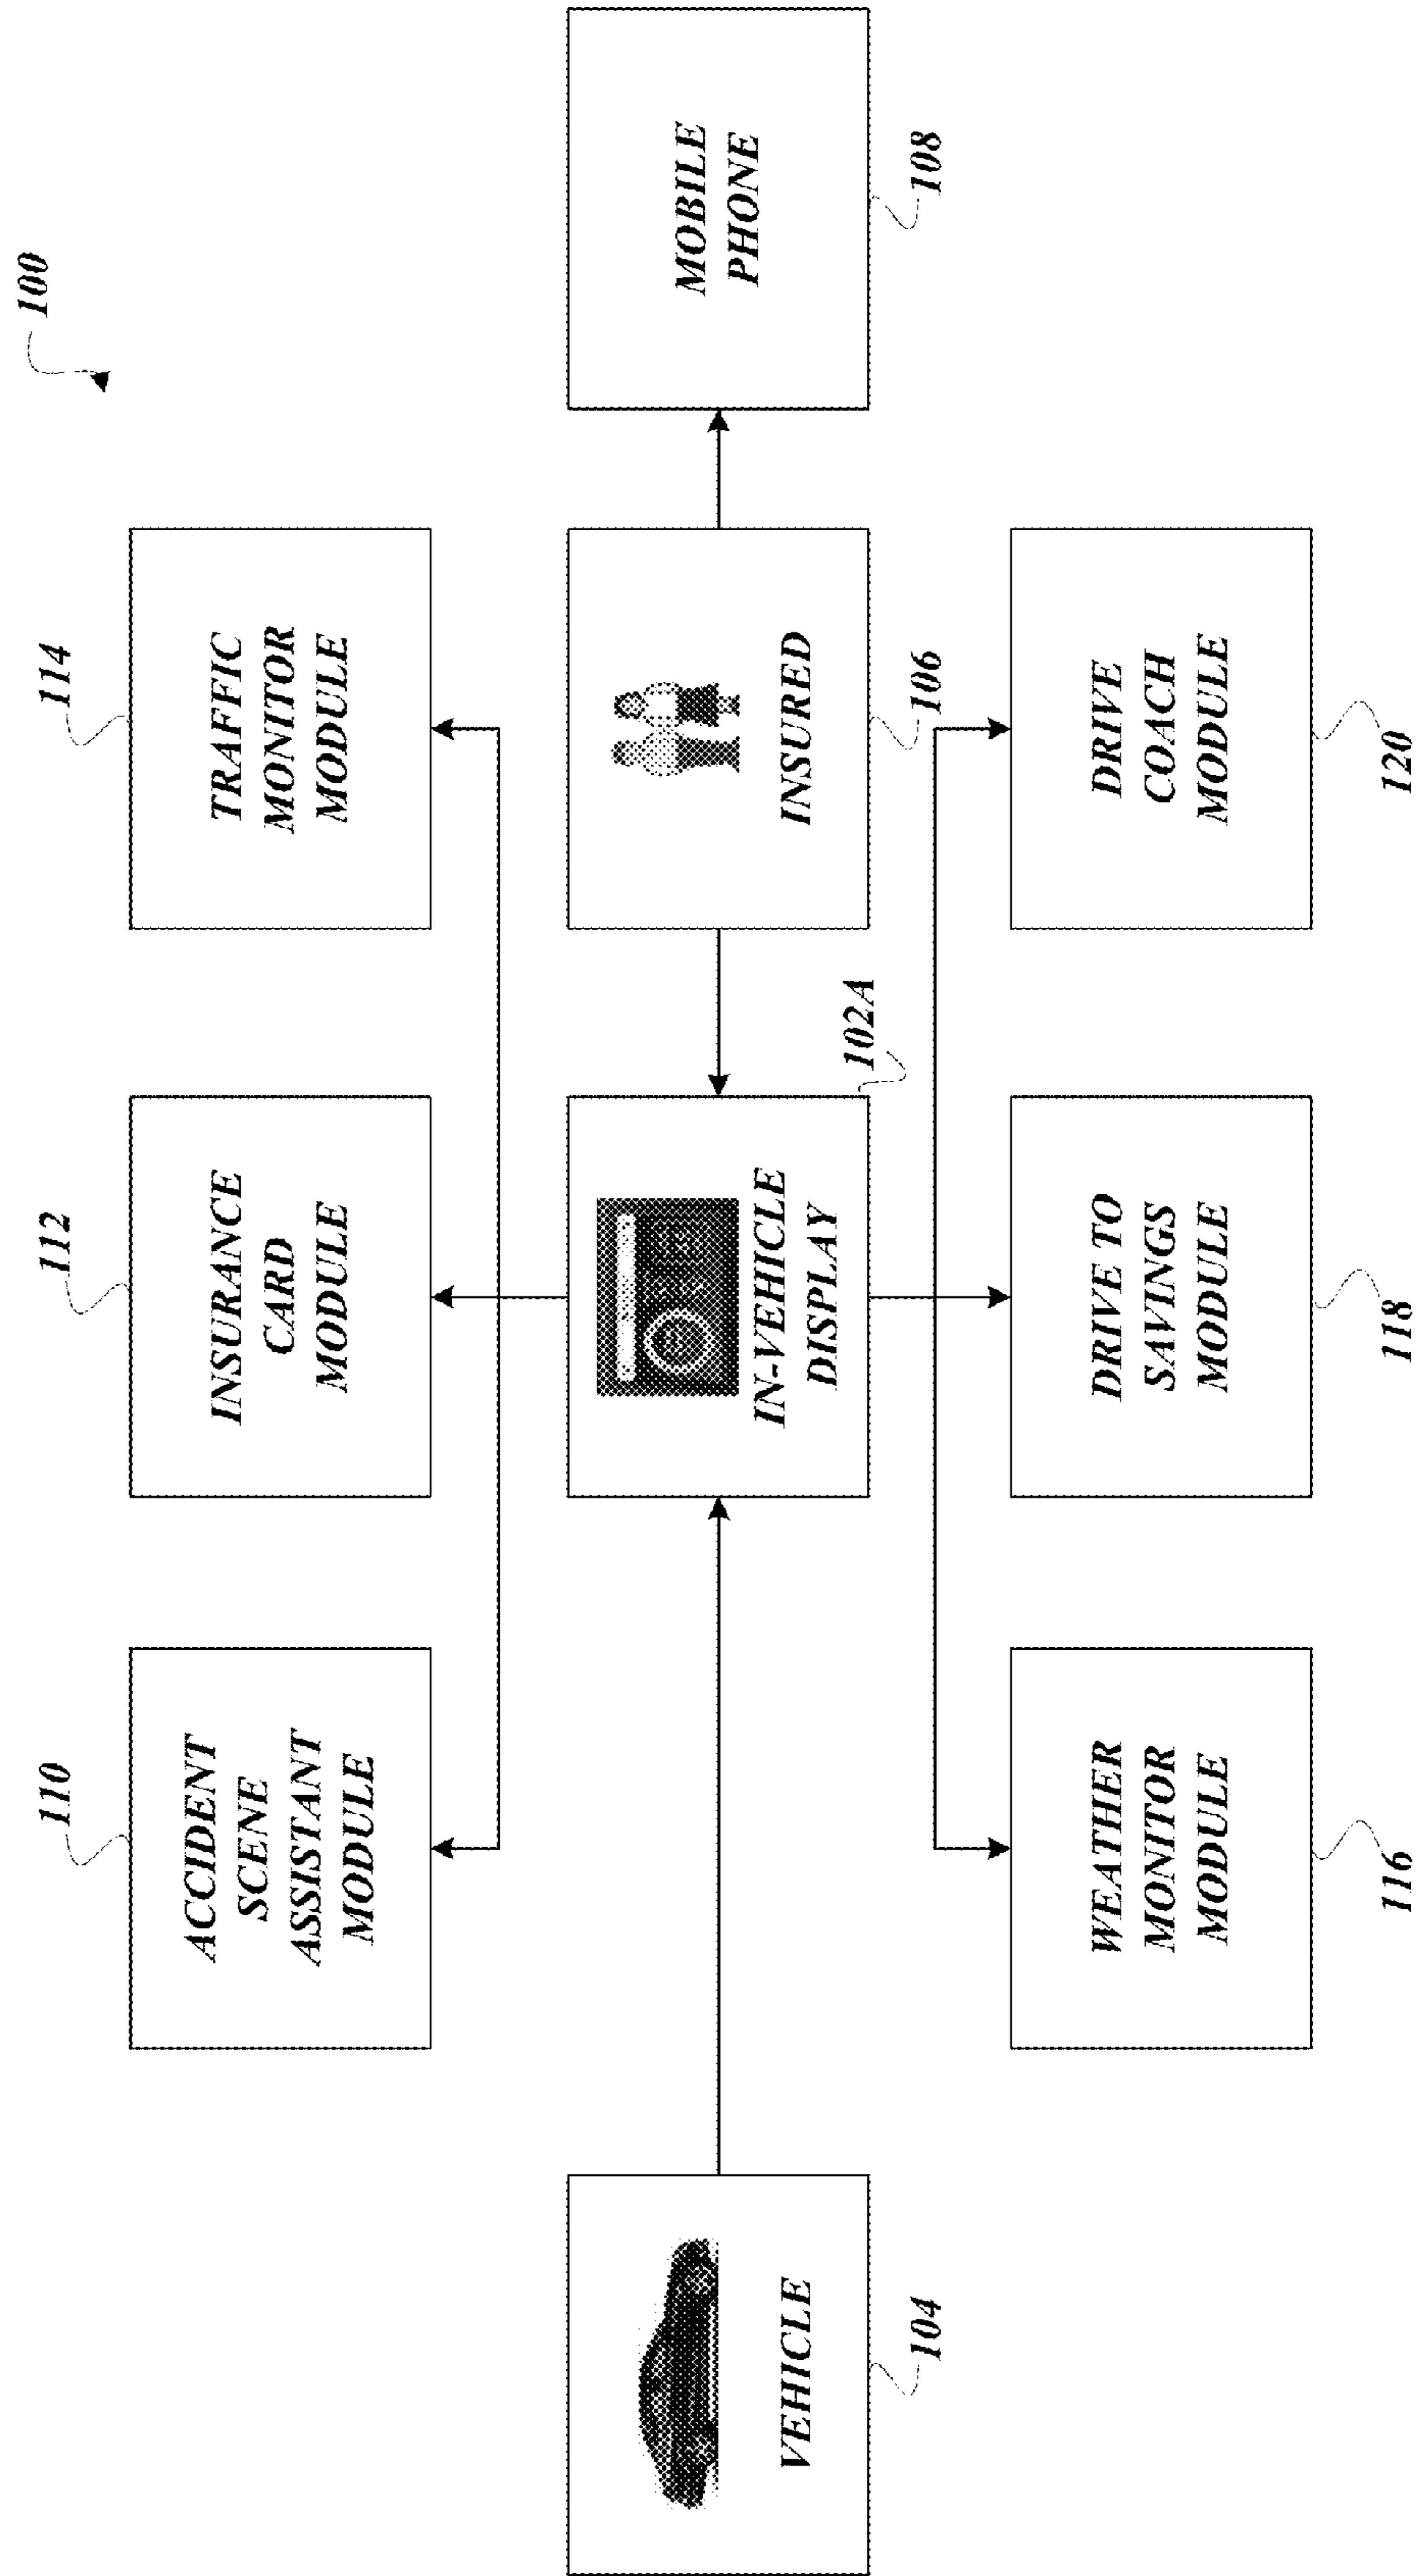 100
110
112
114
ACCIDENT
SCENE
ASSISTANT
MODULE
INSURANCE
CARD
MODULE
TRAFFIC
MONITOR
MODULE
VEHICLE
104
IN-VEHICLE
DISPLAY
102A
INSURED
106
MOBILE
PHONE
108
WEATHER
MONITOR
MODULE
116
DRIVE TO
SAVINGS
MODULE
118
DRIVE
COACH
MODULE
120